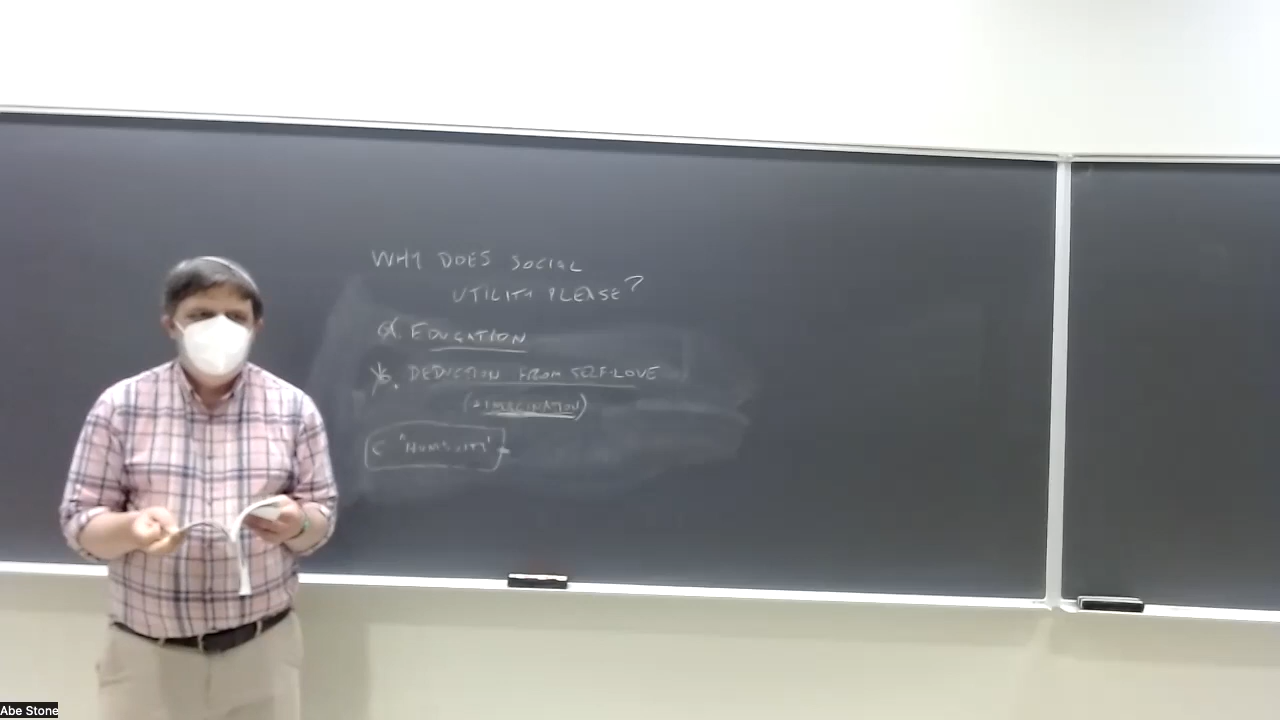 WHY DOES SOCIAL
UTILITY PLEASE?
a. EDUCATION
b. DEDUCTION FROM SELF-LOVE
(+IMAGINATION)
C "HUMANITY"
Abe Stone